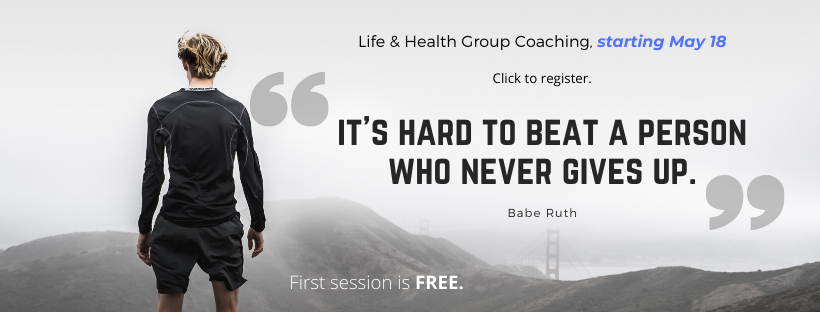 Life & Health Group Coaching, starting May 18
Click to register.
“
IT'S HARD TO BEAT A PERSON
WHO NEVER GIVES UP.
”
Babe Ruth
First session is FREE.